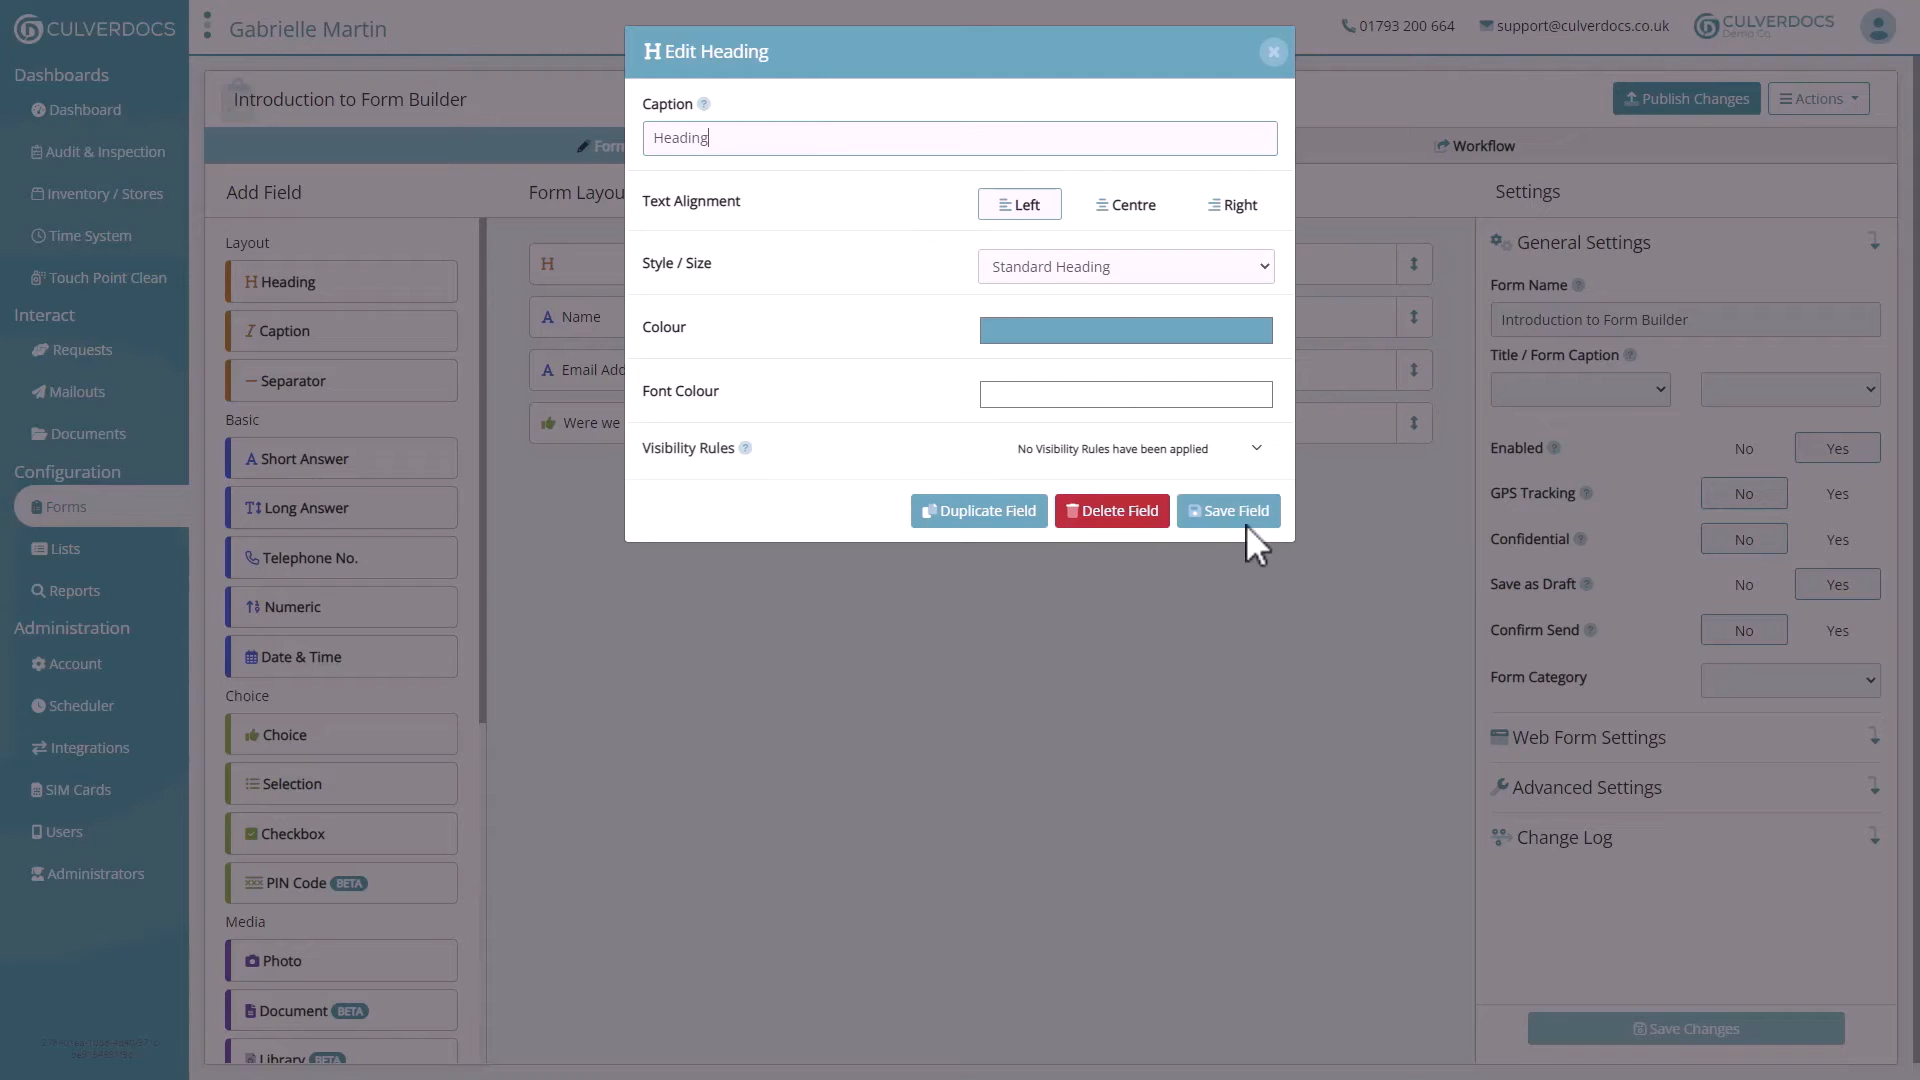 CULVERDOCS
Dashboards
Dashboard
Audit & Inspection
Inventory / Stores
Time System
Touch Point Clean
Interact
Requests
Mailouts
Documents
Configuration
Forms
Lists
Reports
Administration
Account
Scheduler
Integrations
SIM Cards
Users
Administrators
Gabrielle Martin
01793 200 664
support@culverdocs.co.uk
CULVERDOCS
Demo Co.
Introduction to Form Builder
Publish Changes
Actions
Form
Workflow
Add Field
Layout
Heading
Caption
Separator
Basic
Short Answer
Long Answer
Telephone No.
Numeric
Date & Time
Choice
Choice
Selection
Checkbox
PIN Code BETA
Media
Photo
Document BETA
Library BETA
Form Layou
Name
Email Add
Were we
Edit Heading
Caption
Heading
Text Alignment
Left
Centre
Right
Style / Size
Standard Heading
Colour
Font Colour
Visibility Rules
No Visibility Rules have been applied
Duplicate Field
Delete Field
Save Field
Settings
General Settings
Form Name
Introduction to Form Builder
Title / Form Caption
Enabled No Yes
GPS Tracking No Yes
Confidential No Yes
Save as Draft No Yes
Confirm Send No Yes
Form Category
Web Form Settings
Advanced Settings
Change Log
Save Changes